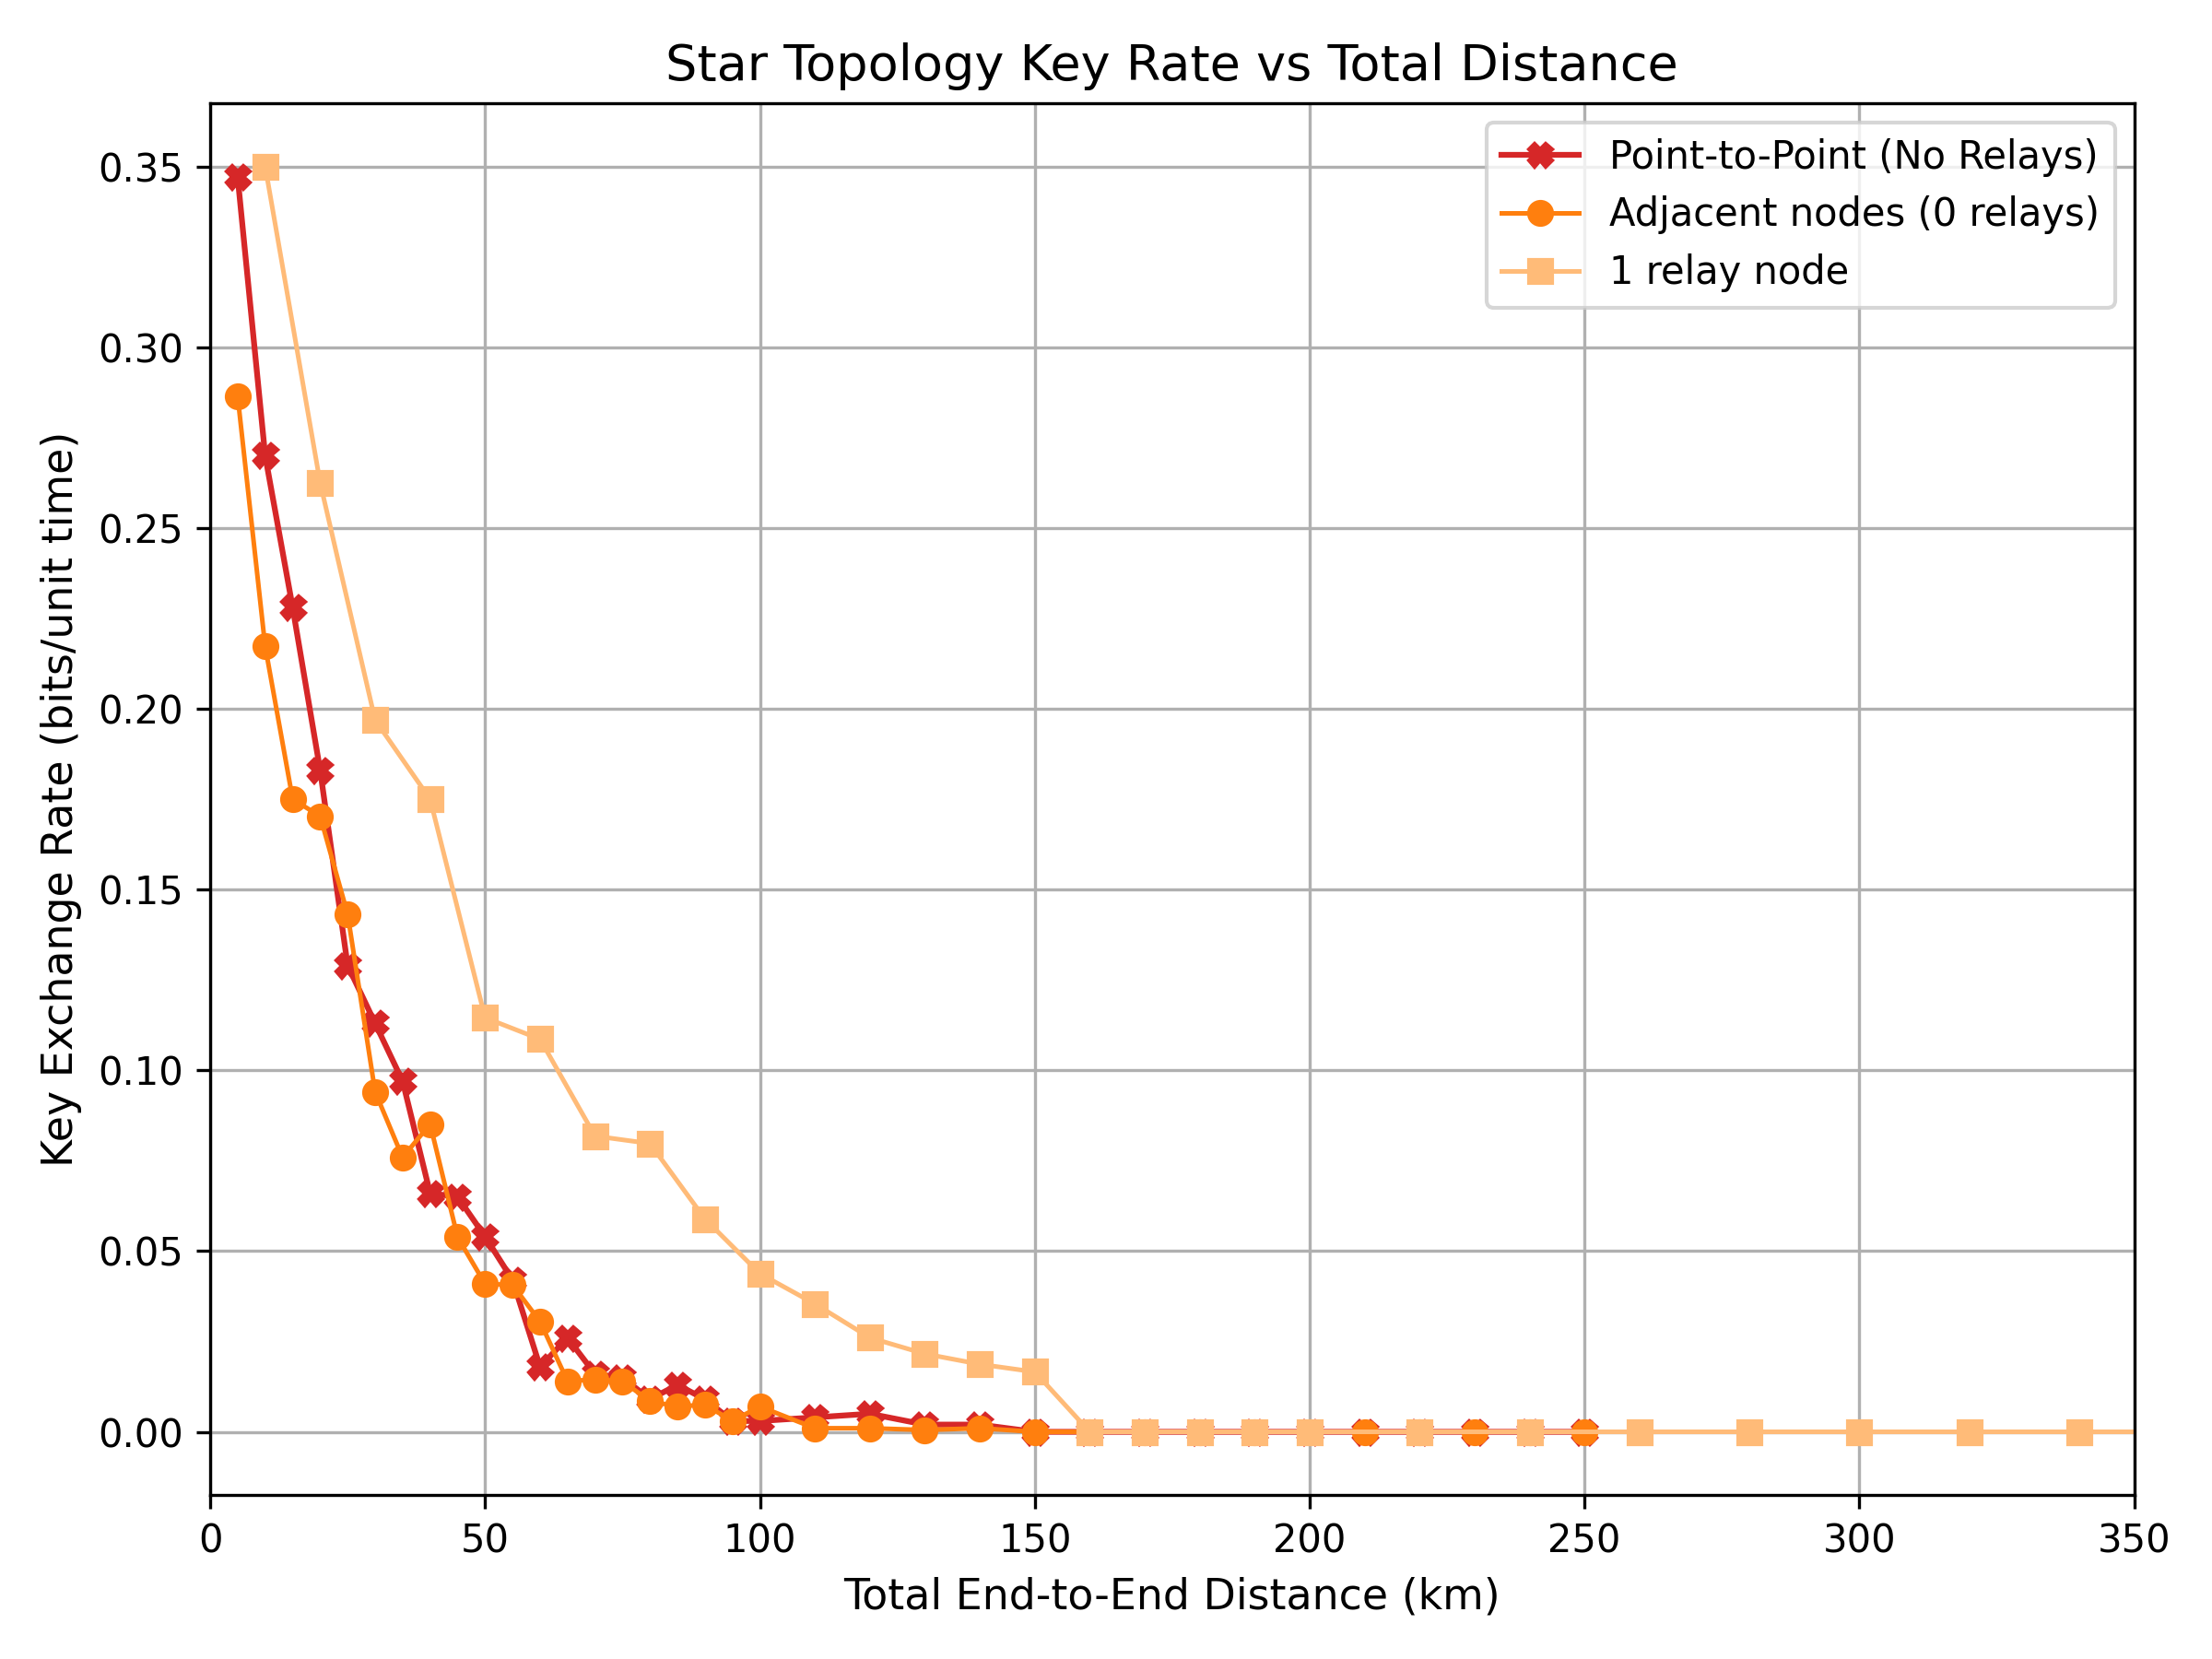 Star Topology Key Rate vs Total Distance
Point-to-Point (No Relays)
Adjacent nodes (0 relays)
1 relay node
Key Exchange Rate (bits/unit time)
0.35
0.30
0.25
0.20
0.15
0.10
0.05
0.00
0 50 100 150 200 250 300 350
Total End-to-End Distance (km)